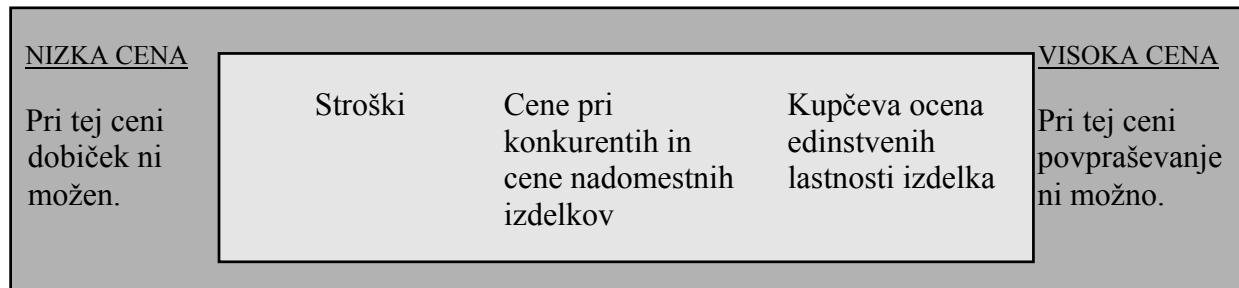 NIZKA CENA
Pri tej ceni
dobiček ni
možen.
Stroški
Cene pri
konkurentih in
cene nadomestnih
izdelkov
Kupčeva ocena
edinstvenih
lastnosti izdelka
VISOKA CENA
Pri tej ceni
povpraševanje
ni možno.